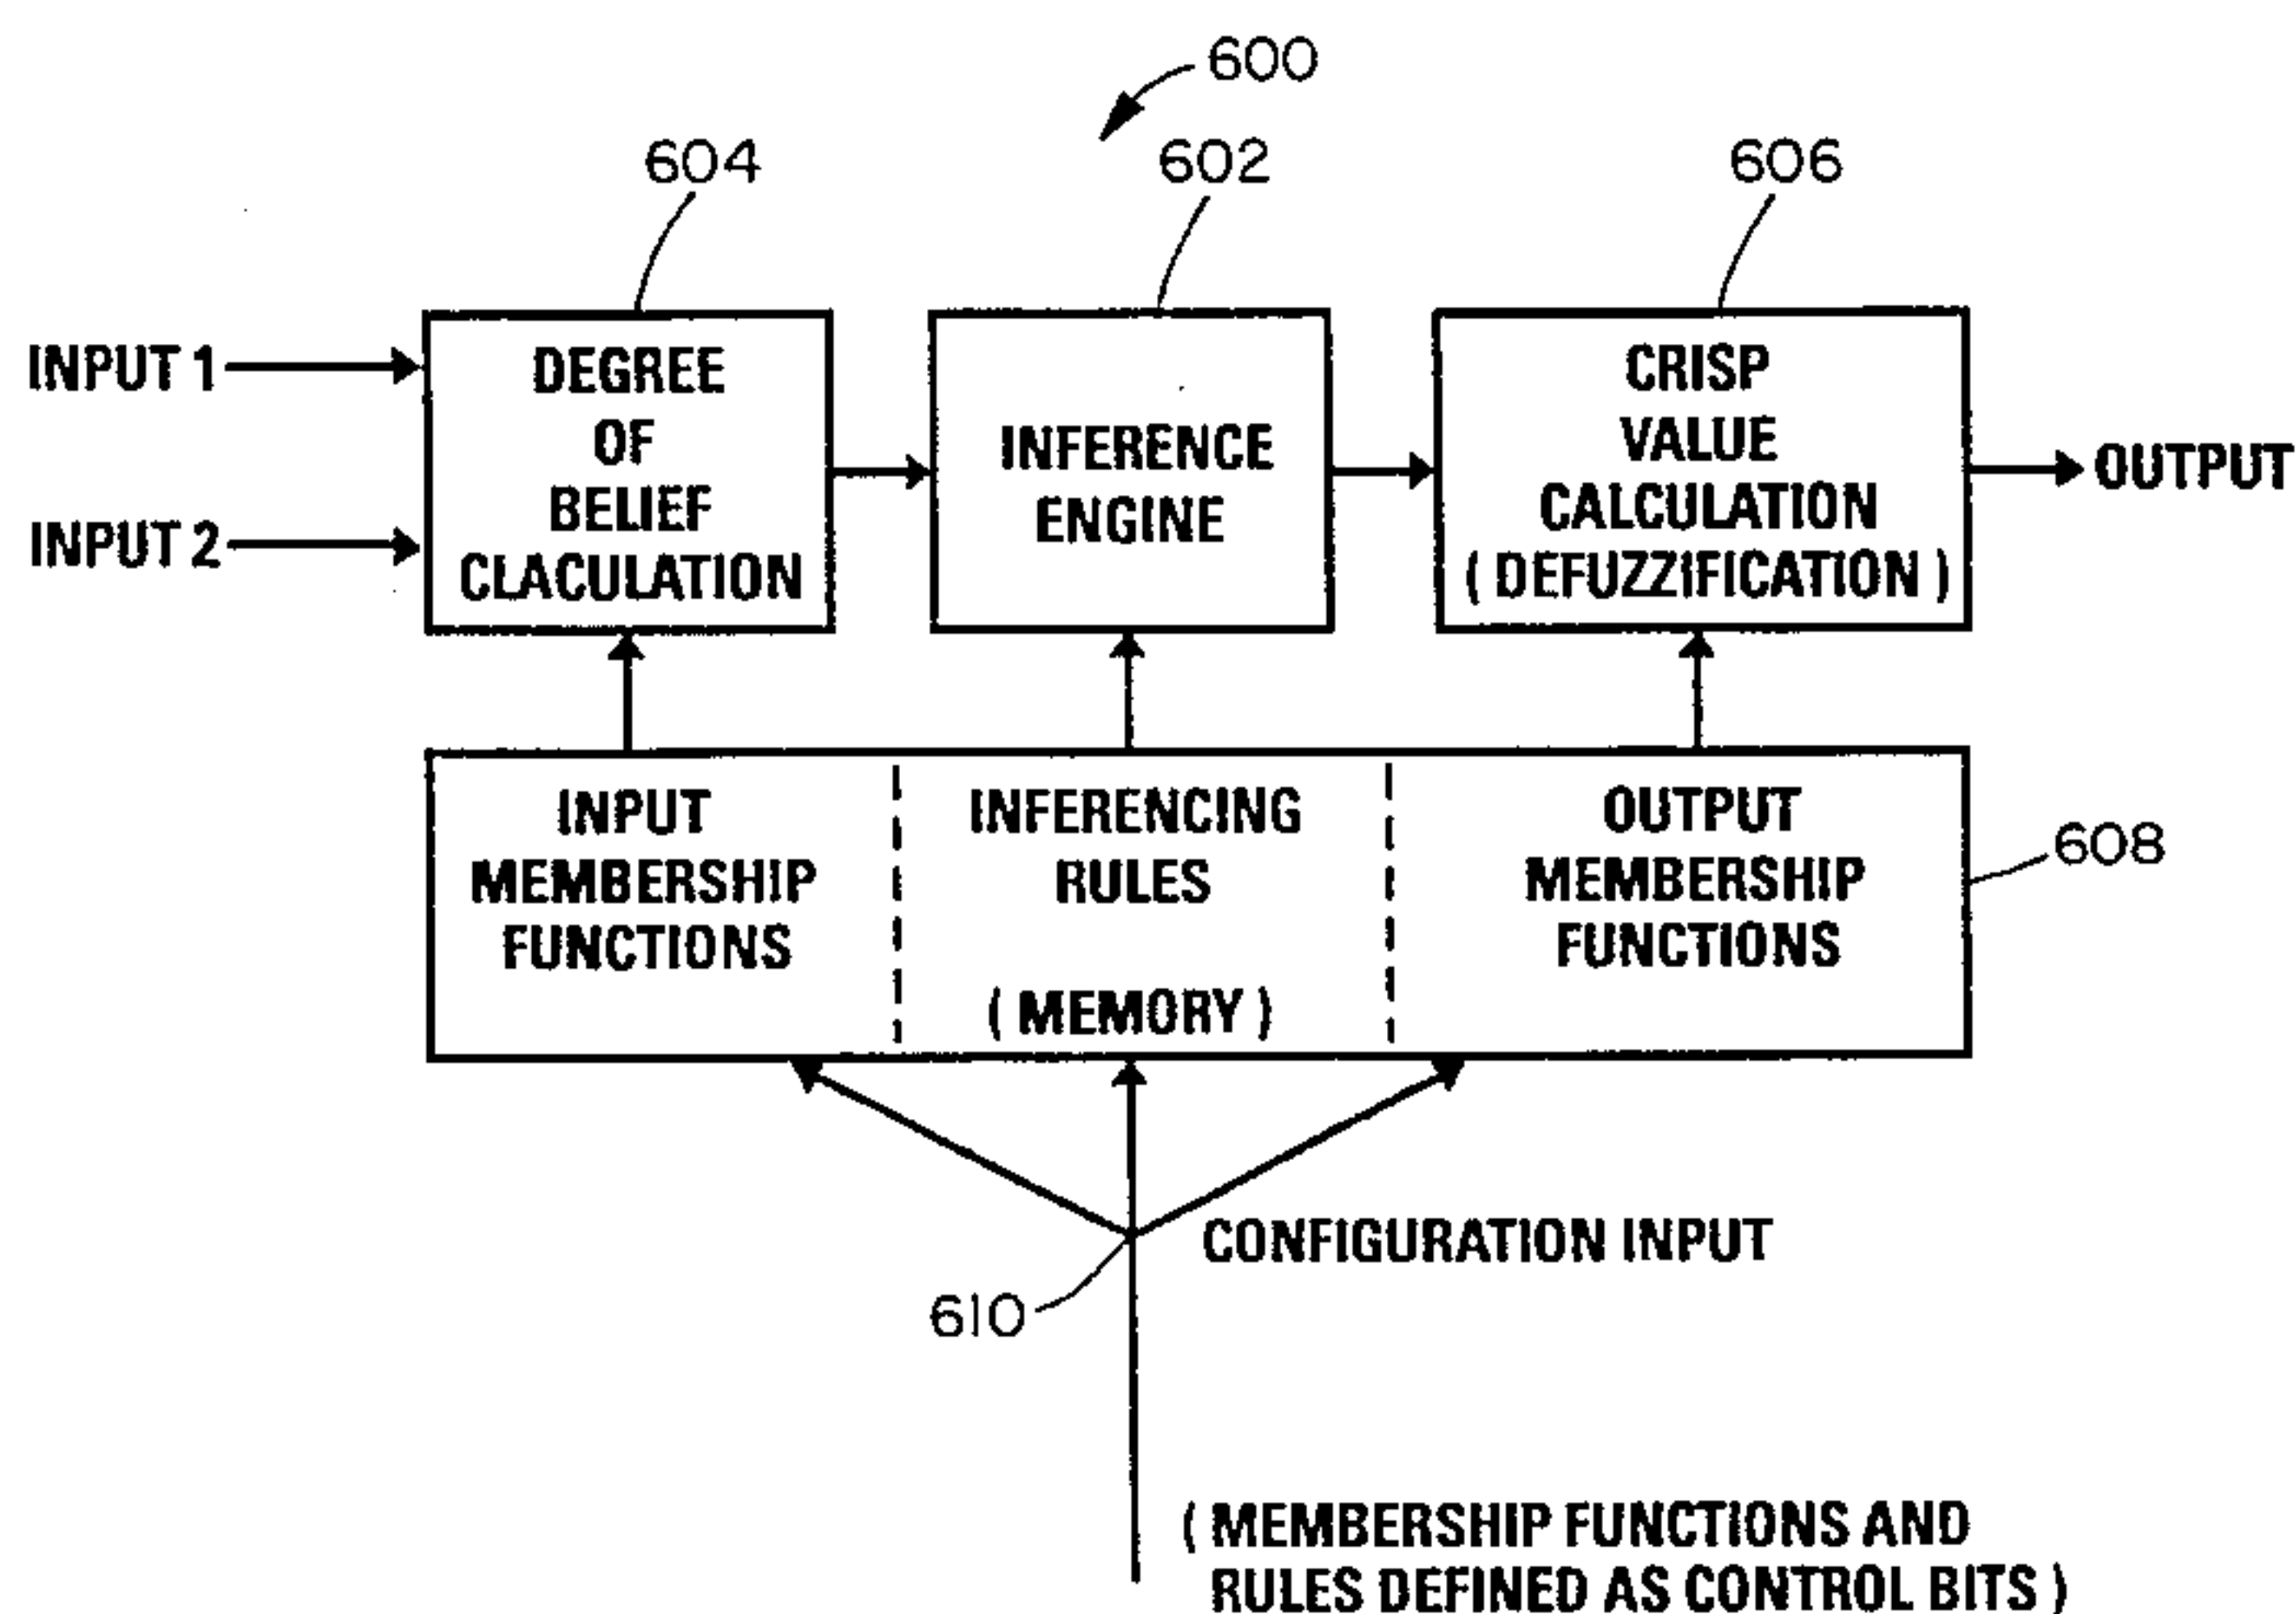 600
604
602
606
INPUT 1
INPUT 2
DEGREE
OF
BELIEF
CLACULATION
INFERENCE
ENGINE
CRISP
VALUE
CALCULATION
( DEFUZZIFICATION )
OUTPUT
INPUT
MEMBERSHIP
FUNCTIONS
INFERENCING
RULES
( MEMORY )
OUTPUT
MEMBERSHIP
FUNCTIONS
608
CONFIGURATION INPUT
610
( MEMBERSHIP FUNCTIONS AND
RULES DEFINED AS CONTROL BITS )